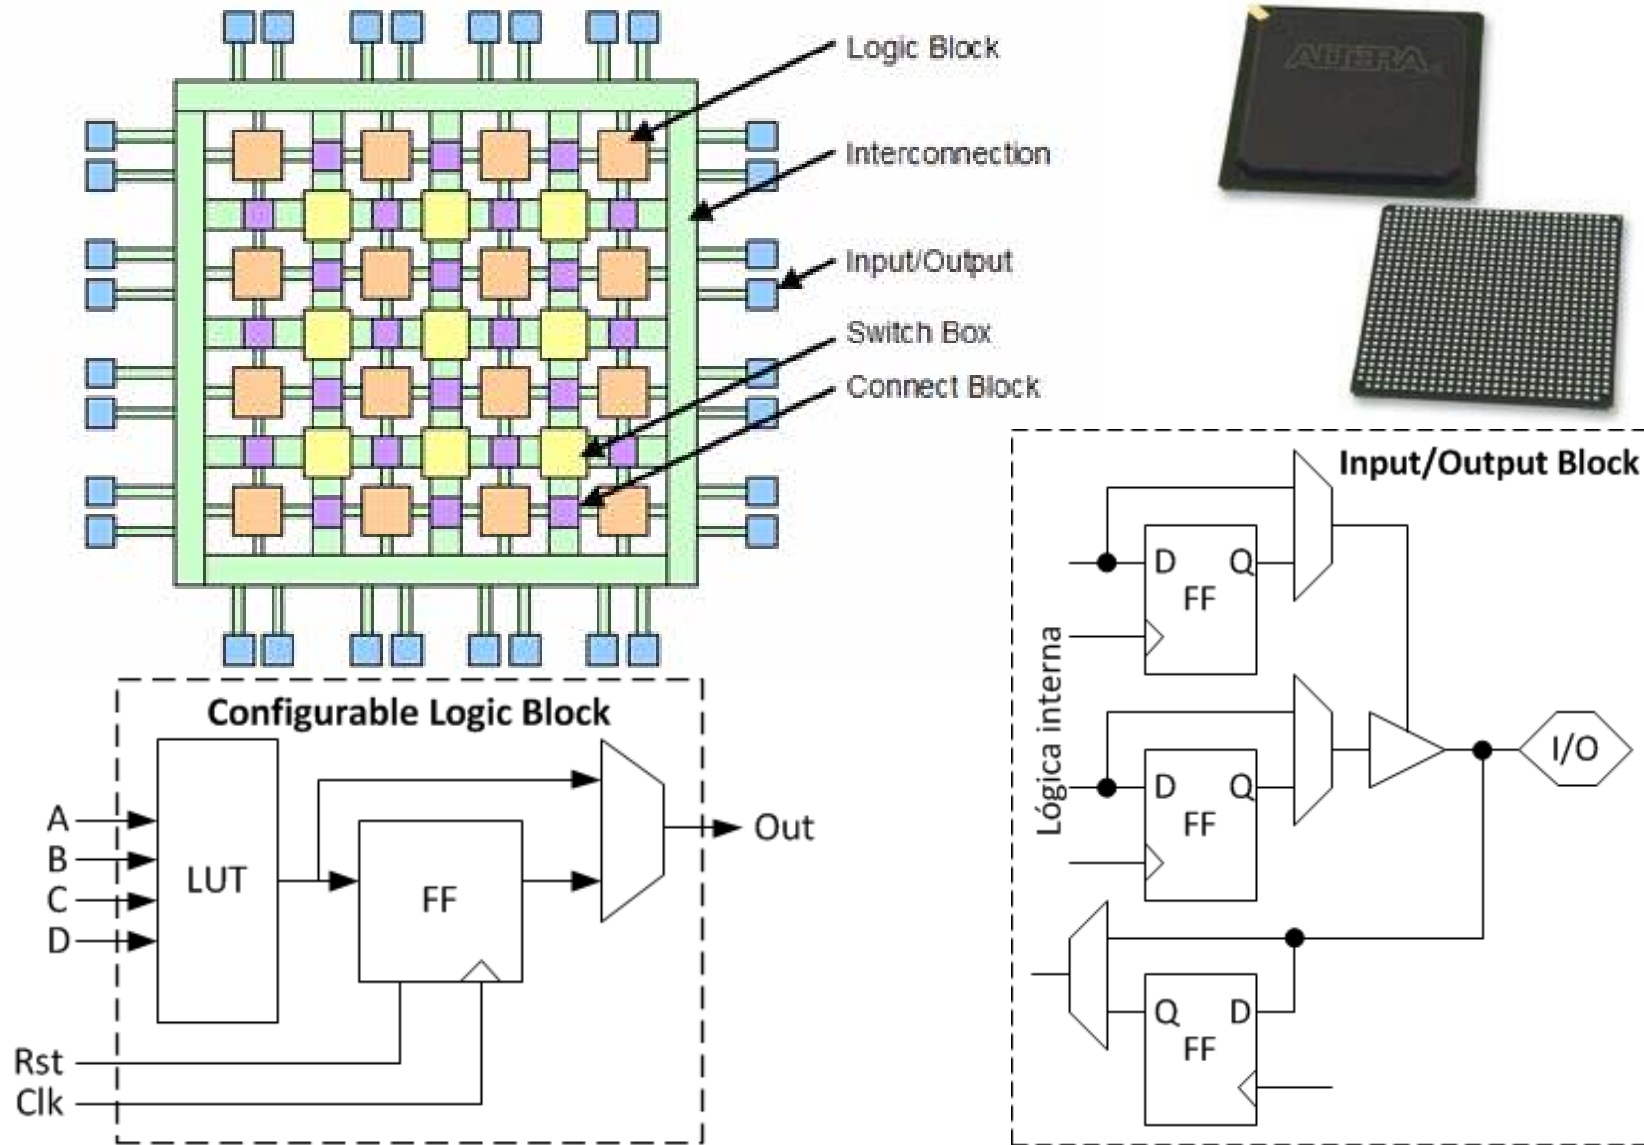 Logic Block
Interconnection
Input/Output
Switch Box
Connect Block
ALTERA
Configurable Logic Block
A
B
C
D
LUT
FF
Out
Rst
Clk
Input/Output Block
Lógica interna
D Q
FF
D Q
FF
I/O
Q D
FF